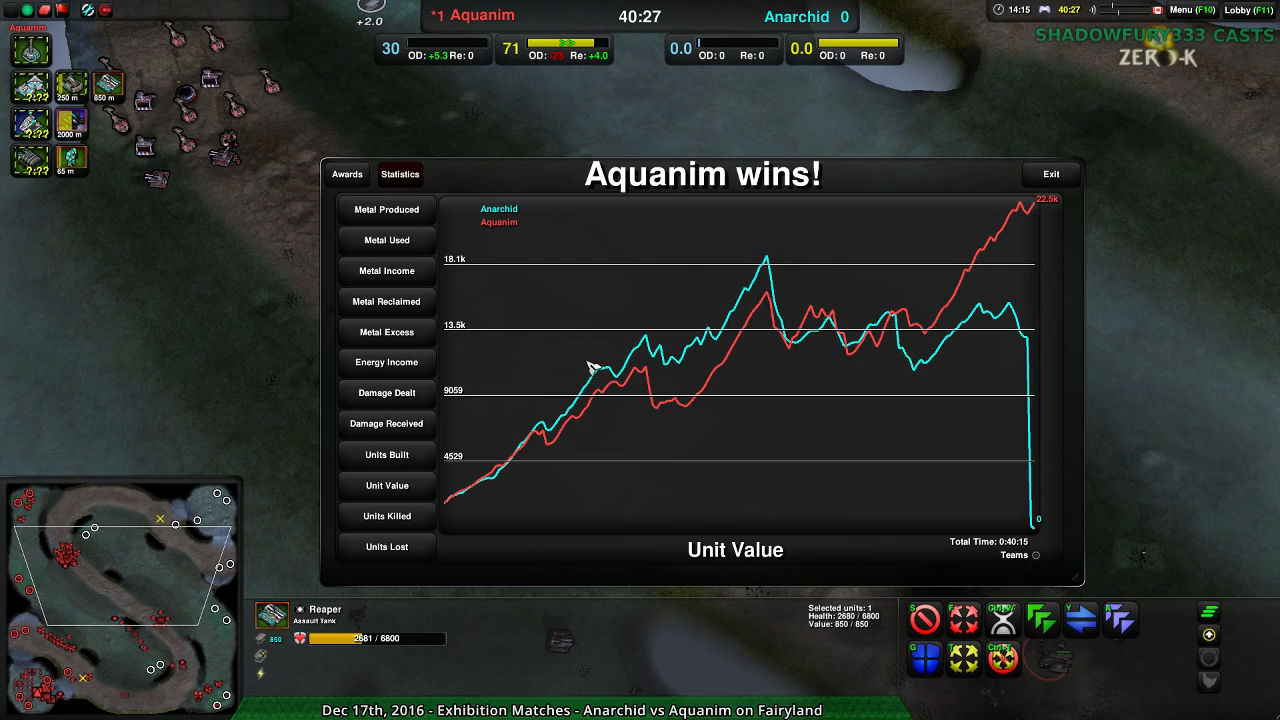 *1 Aquanim 40:27 Anarchid 0
14:15 40:27 Menu (F10) Lobby (F11)
+2.0
SHADOWFURY333 CASTS
ZERO-K
30 OD: +5.3 Re: 0
71 Re: +4.0
0.0 OD: 0 Re: 0
0.0 OD: 0 Re: 0
Aquanim
?:??
250 m
850 m
?:??
2000 m
?:??
65 m
Awards
Statistics
Aquanim wins!
Exit
Metal Produced
Metal Used
Metal Income
Metal Reclaimed
Metal Excess
Energy Income
Damage Dealt
Damage Received
Units Built
Unit Value
Units Killed
Units Lost
Anarchid
Aquanim
22.5k
18.1k
13.5k
9059
4529
0
Unit Value
Total Time: 0:40:15
Teams
Reaper
Assault Tank
850
2681 / 6800
Selected units: 1
Health: 2680 / 6800
Value: 850 / 850
S F Ctrl+W Y
G T Ctrl+T
Dec 17th, 2016 - Exhibition Matches - Anarchid vs Aquanim on Fairyland